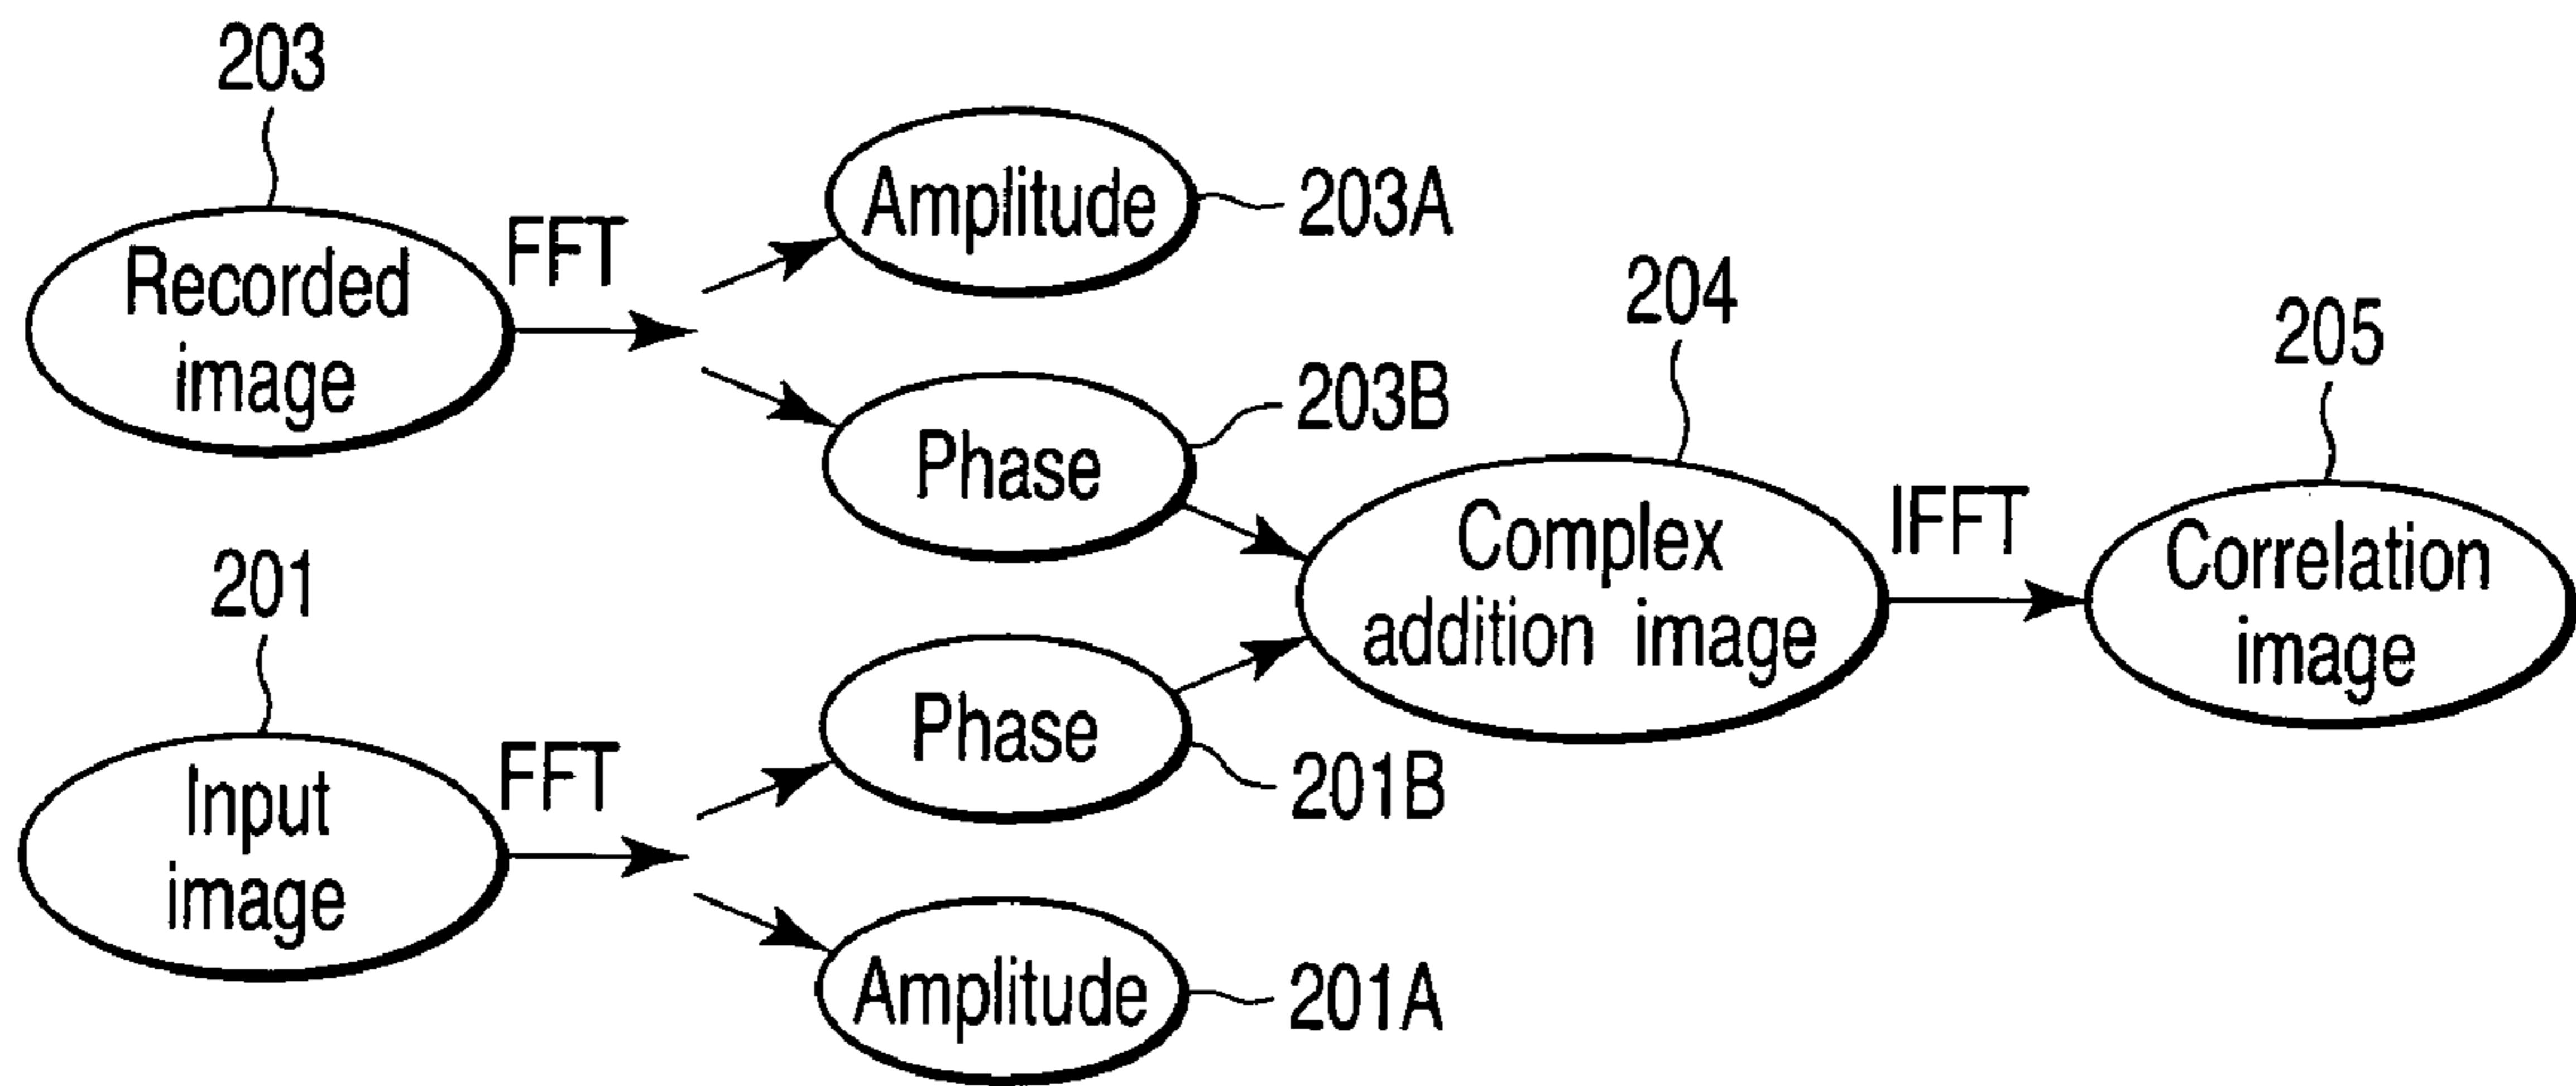 203
Recorded
image
FFT
Amplitude
203A
Phase
203B
204
Complex
addition image
IFFT
205
Correlation
image
201
Input
image
FFT
Phase
201B
Amplitude
201A